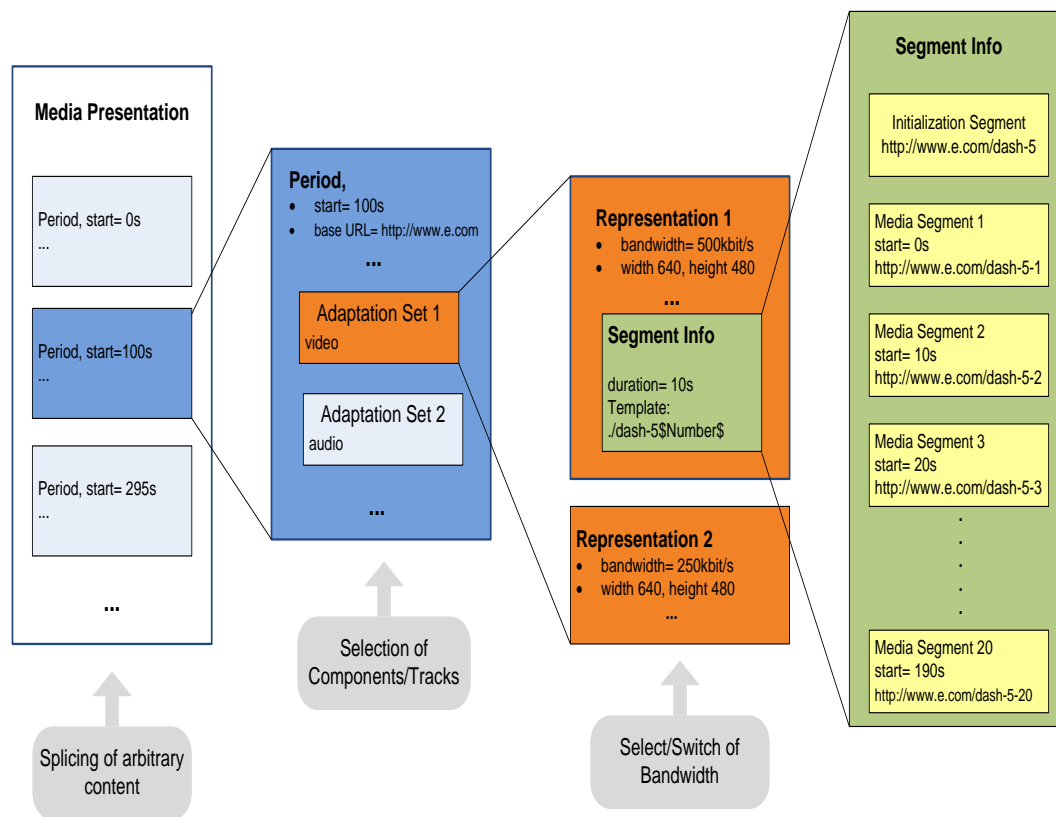 Media Presentation
Period, start= 0s
...
Period, start=100s
...
Period, start= 295s
...
...
Splicing of arbitrary
content
Period,
• start= 100s
• base URL= http://www.e.com
...
Adaptation Set 1
video
Adaptation Set 2
audio
...
Selection of
Components/Tracks
Representation 1
• bandwidth= 500kbit/s
• width 640, height 480
...
Segment Info
duration= 10s
Template:
./dash-5$Number$
Representation 2
• bandwidth= 250kbit/s
• width 640, height 480
...
Select/Switch of
Bandwidth
Segment Info
Initialization Segment
http://www.e.com/dash-5
Media Segment 1
start= 0s
http://www.e.com/dash-5-1
Media Segment 2
start= 10s
http://www.e.com/dash-5-2
Media Segment 3
start= 20s
http://www.e.com/dash-5-3
.
.
.
.
.
Media Segment 20
start= 190s
http://www.e.com/dash-5-20